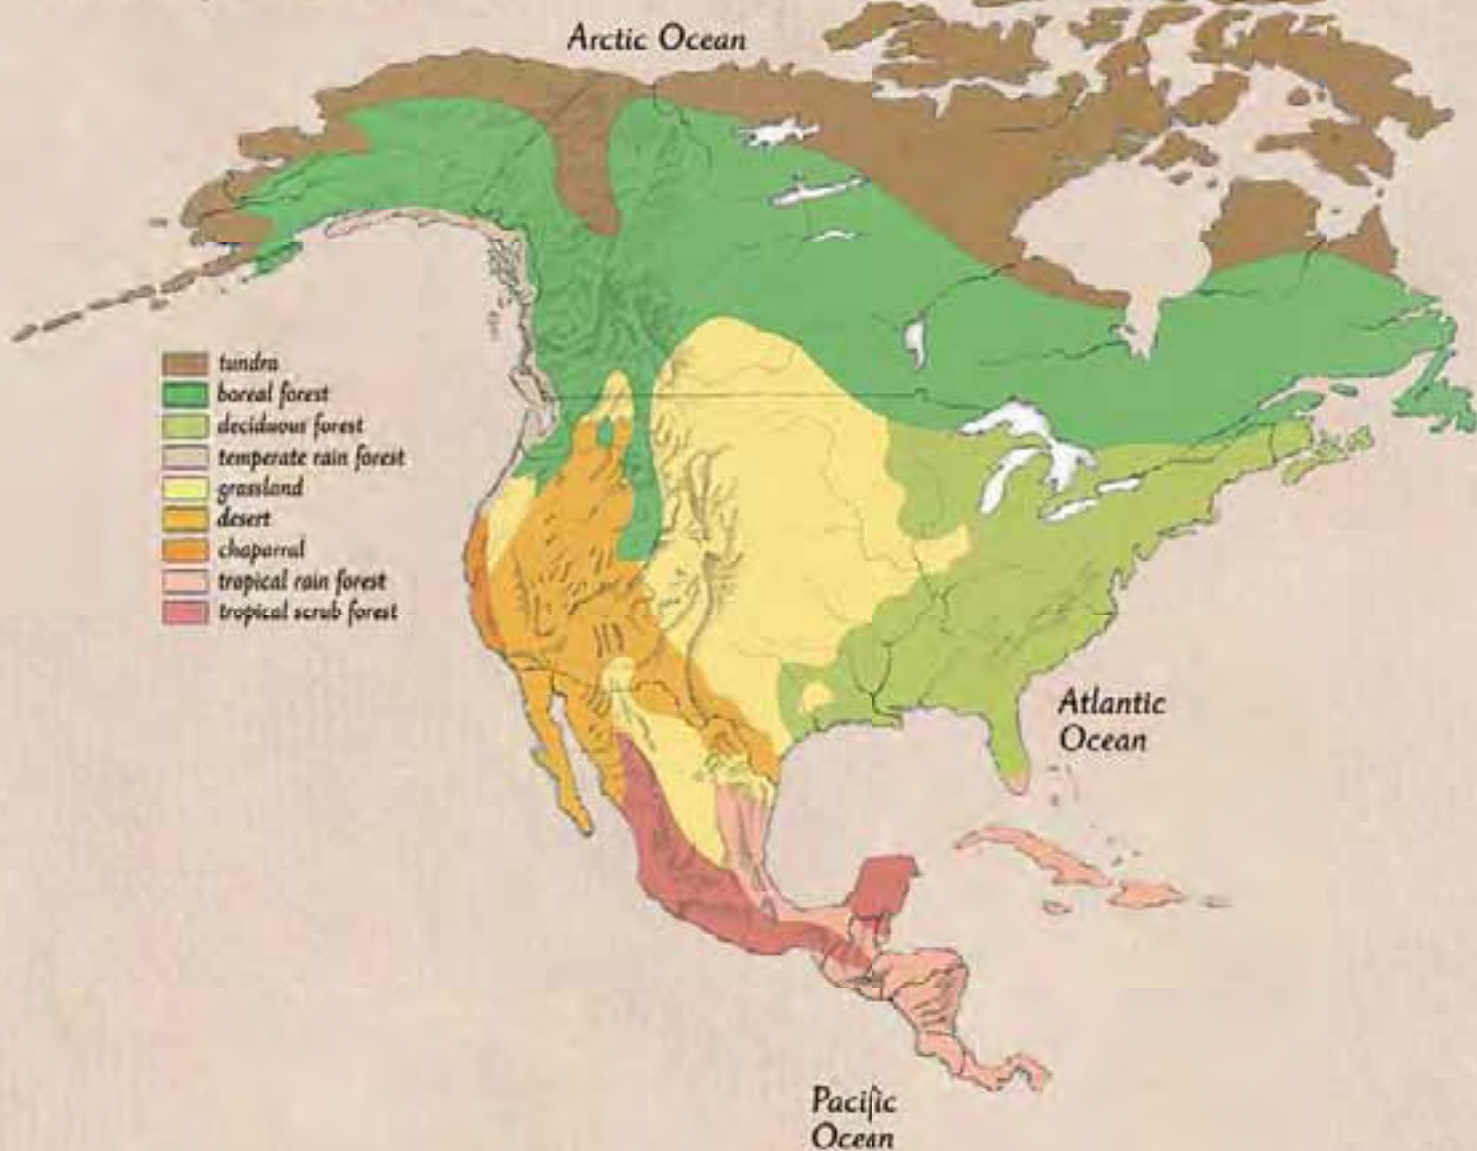 Arctic Ocean
tundra
boreal forest
deciduous forest
temperate rain forest
grassland
desert
chaparral
tropical rain forest
tropical scrub forest
Atlantic
Ocean
Pacific
Ocean